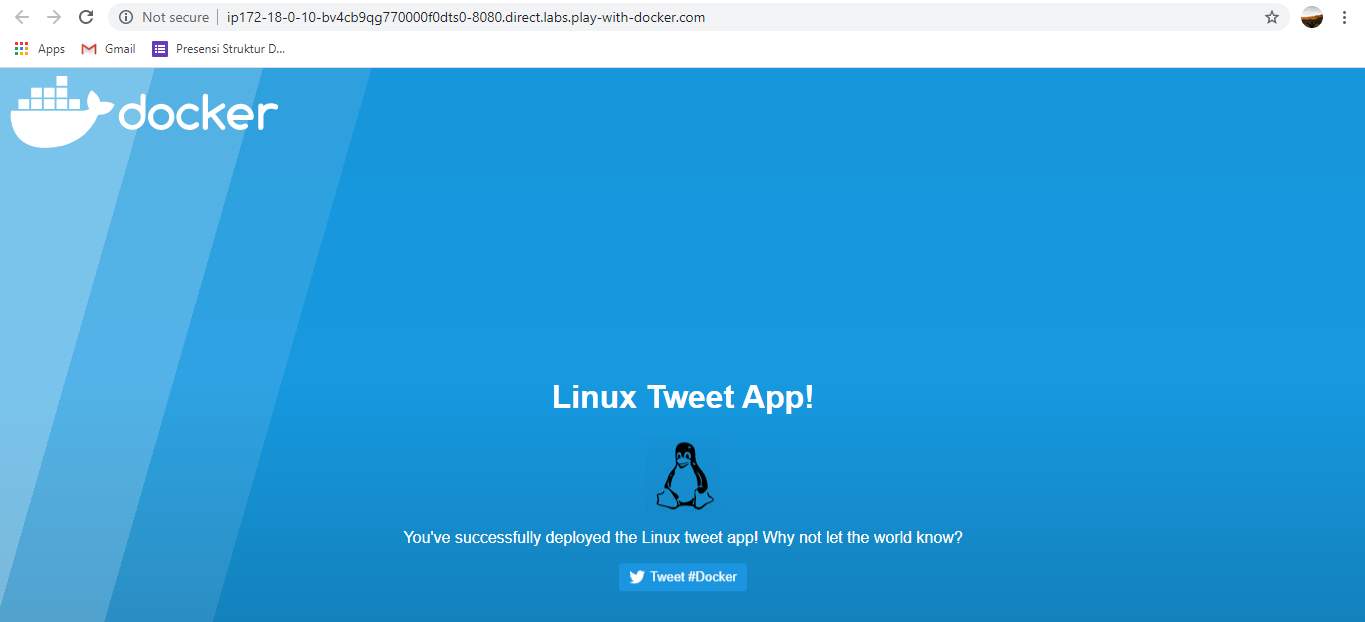 Not secure | ip172-18-0-10-bv4cb9qg770000f0dts0-8080.direct.labs.play-with-docker.com
Apps Gmail Presensi Struktur D...
docker
Linux Tweet App!
You've successfully deployed the Linux tweet app! Why not let the world know?
Tweet #Docker